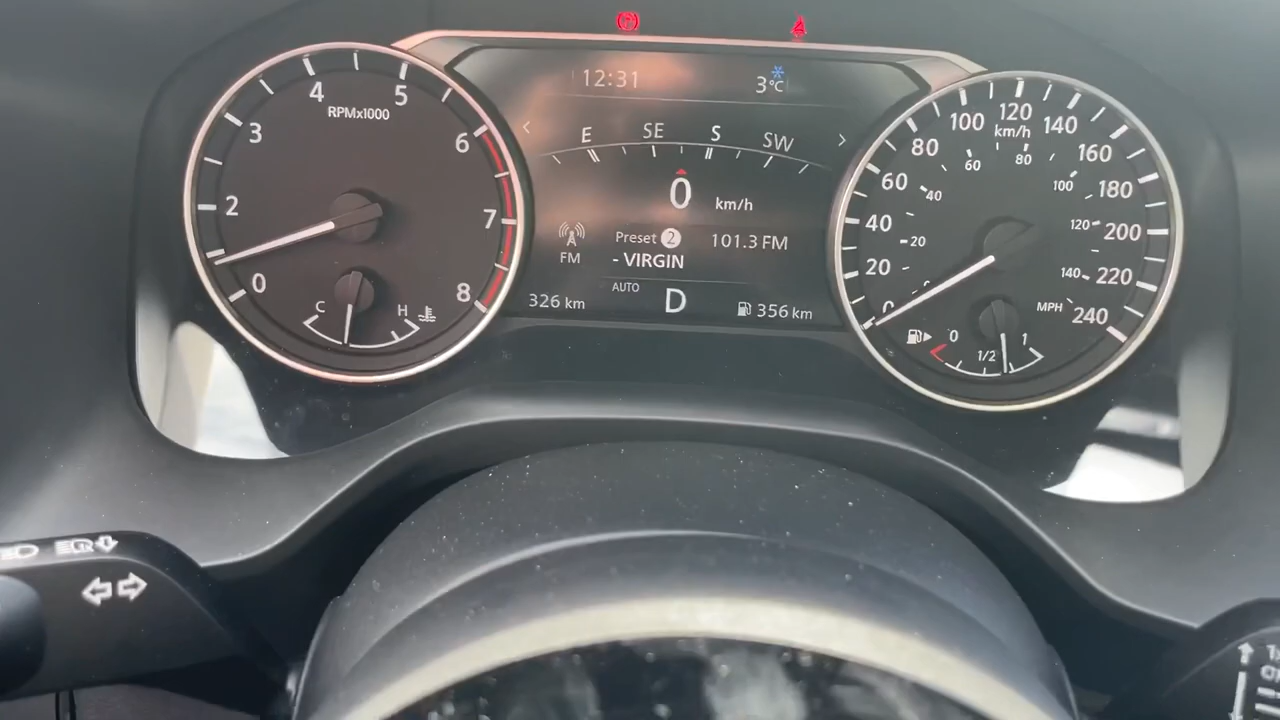 12:31 3°C
E SE S SW
0 km/h
FM Preset 2 101.3 FM
- VIRGIN
AUTO
326 km D 356 km
RPMx1000
0 2 3 4 5 6 7 8
C H
0 20 40 60 80 100 120 140 160 180 200 220 240
km/h
20 40 60 80 100 120 140
MPH
0 1/2 1